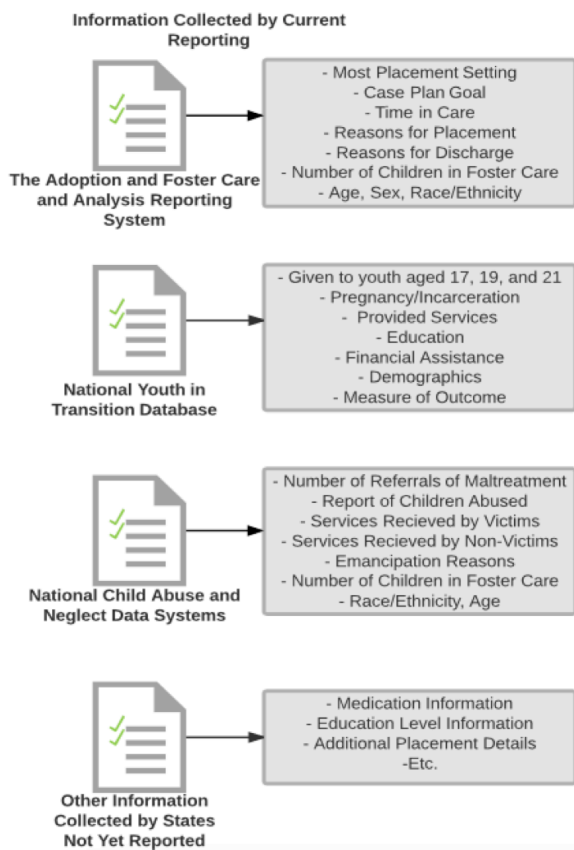 Information Collected by Current
Reporting
- Most Placement Setting
- Case Plan Goal
- Time in Care
- Reasons for Placement
- Reasons for Discharge
- Number of Children in Foster Care
- Age, Sex, Race/Ethnicity
The Adoption and Foster Care
and Analysis Reporting
System
- Given to youth aged 17, 19, and 21
- Pregnancy/Incarceration
- Provided Services
- Education
- Financial Assistance
- Demographics
- Measure of Outcome
National Youth in
Transition Database
- Number of Referrals of Maltreatment
- Report of Children Abused
- Services Recieved by Victims
- Services Recieved by Non-Victims
- Emancipation Reasons
- Number of Children in Foster Care
- Race/Ethnicity, Age
National Child Abuse and
Neglect Data Systems
- Medication Information
- Education Level Information
- Additional Placement Details
-Etc.
Other Information
Collected by States
Not Yet Reported